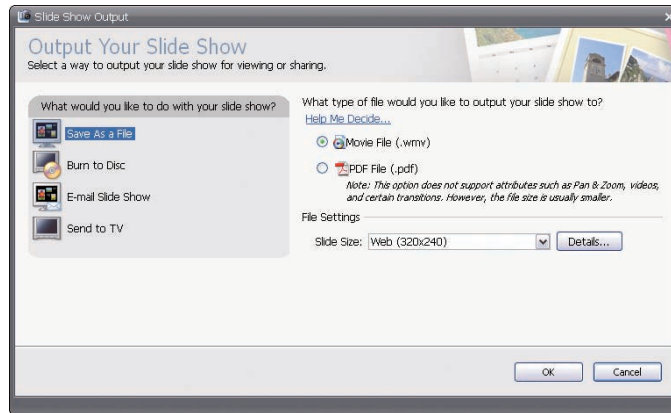 Slide Show Output
Output Your Slide Show
Select a way to output your slide show for viewing or sharing.
What would you like to do with your slide show?
Save As a File
Burn to Disc
E-mail Slide Show
Send to TV
What type of file would you like to output your slide show to?
Help Me Decide...
Movie File (.wmv)
PDF File (.pdf)
Note: This option does not support attributes such as Pan & Zoom, videos,
and certain transitions. However, the file size is usually smaller.
File Settings
Slide Size: Web (320x240) Details...
OK Cancel